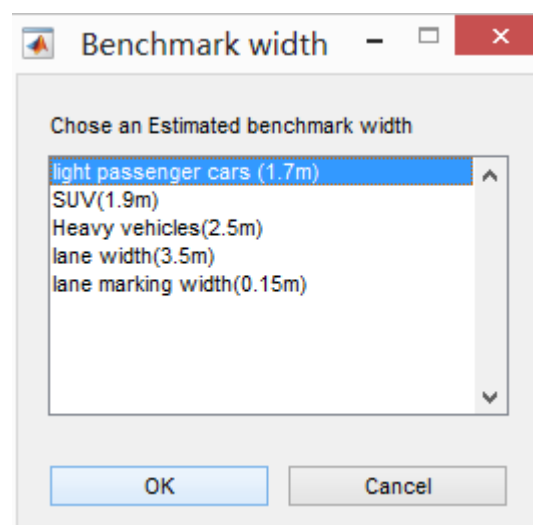 Benchmark width
Chose an Estimated benchmark width
light passenger cars (1.7m)
SUV(1.9m)
Heavy vehicles(2.5m)
lane width(3.5m)
lane marking width(0.15m)
OK
Cancel